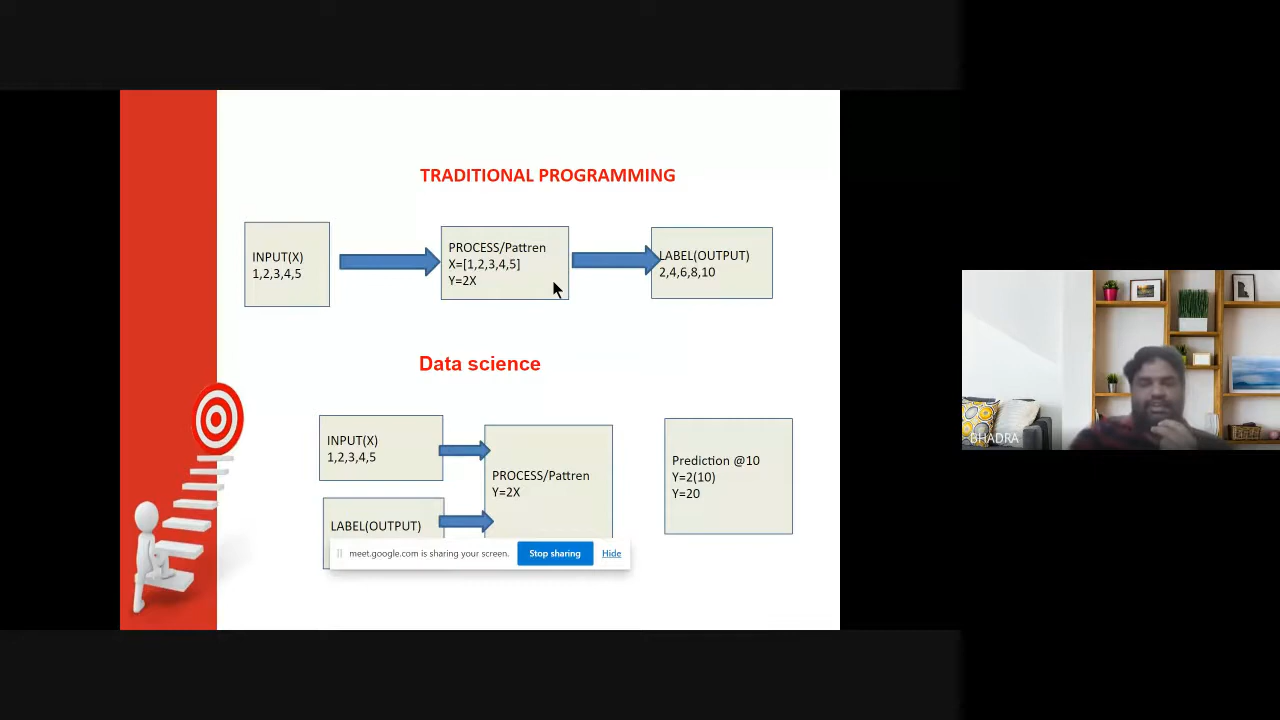 TRADITIONAL PROGRAMMING
INPUT(X)
1,2,3,4,5
PROCESS/Pattren
X=[1,2,3,4,5]
Y=2X
LABEL(OUTPUT)
2,4,6,8,10
Data science
INPUT(X)
1,2,3,4,5
LABEL(OUTPUT)
PROCESS/Pattren
Y=2X
Prediction @10
Y=2(10)
Y=20
meet.google.com is sharing your screen.
Stop sharing
Hide
BHADRA